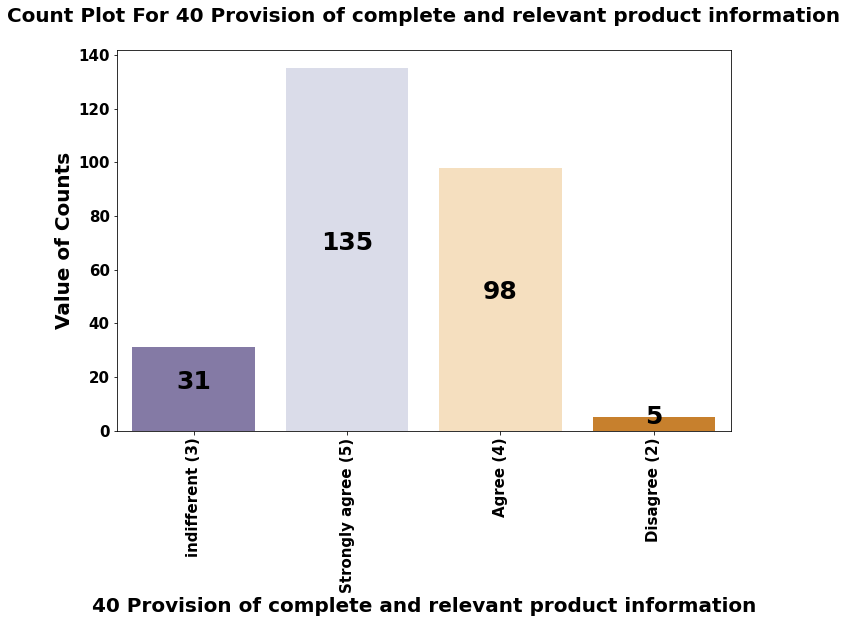 Count Plot For 40 Provision of complete and relevant product information
Value of Counts
140
120
100
80
60
40
20
0
31
135
98
5
indifferent (3)
Strongly agree (5)
Agree (4)
Disagree (2)
40 Provision of complete and relevant product information